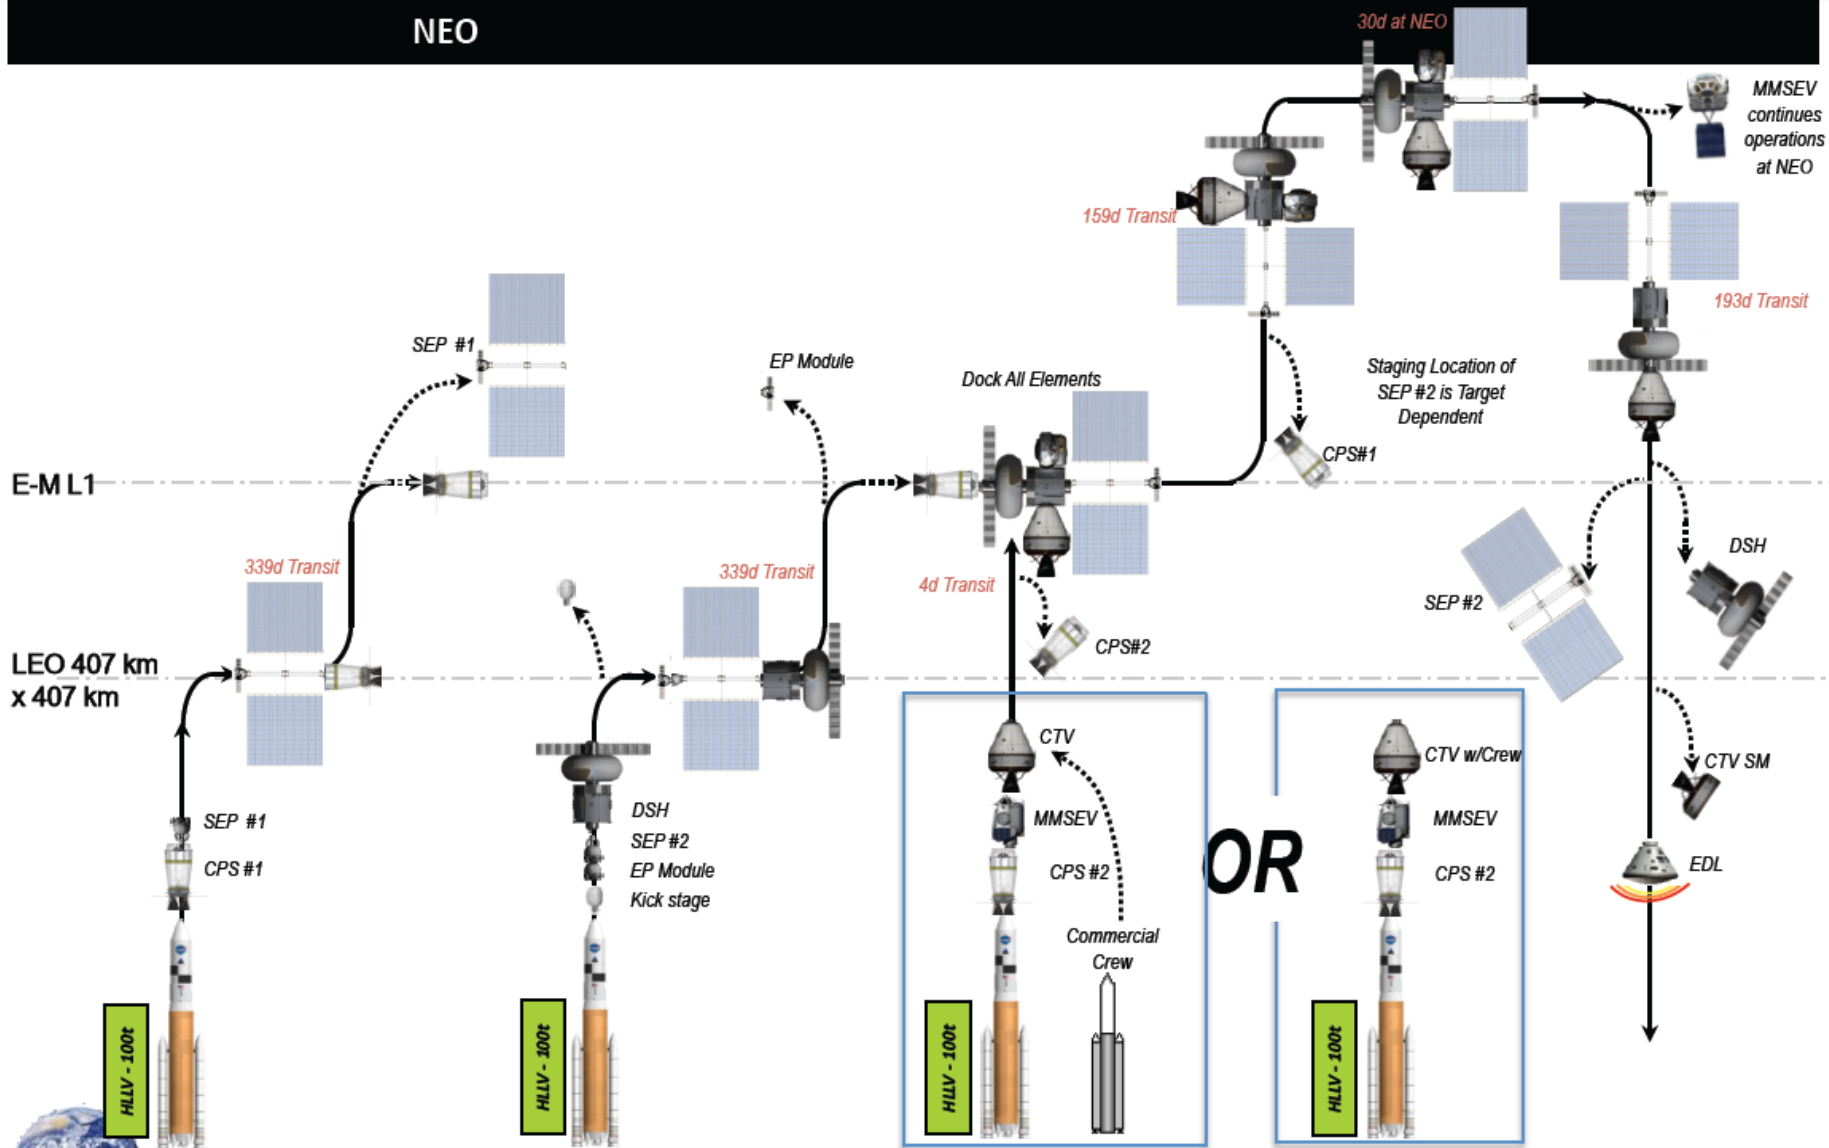 NEO
30d at NEO
MMSEV
continues
operations
at NEO
159d Transit
193d Transit
SEP #1
EP Module
Dock All Elements
Staging Location of
SEP #2 is Target
Dependent
CPS#1
E-M L1
339d Transit
339d Transit
4d Transit
CPS#2
SEP #2
DSH
LEO 407 km
x 407 km
CTV
CTV w/Crew
CTV SM
SEP #1
CPS #1
DSH
SEP #2
EP Module
Kick stage
MMSEV
CPS #2
Commercial
Crew
OR
MMSEV
CPS #2
EDL
HLLV - 100t
HLLV - 100t
HLLV - 100t
HLLV - 100t